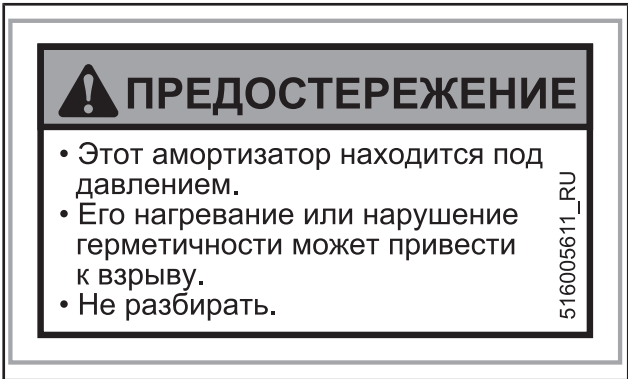 ПРЕДОСТЕРЕЖЕНИЕ
• Этот амортизатор находится под
давлением.
• Его нагревание или нарушение
герметичности может привести
к взрыву.
• Не разбирать.
516005611_RU